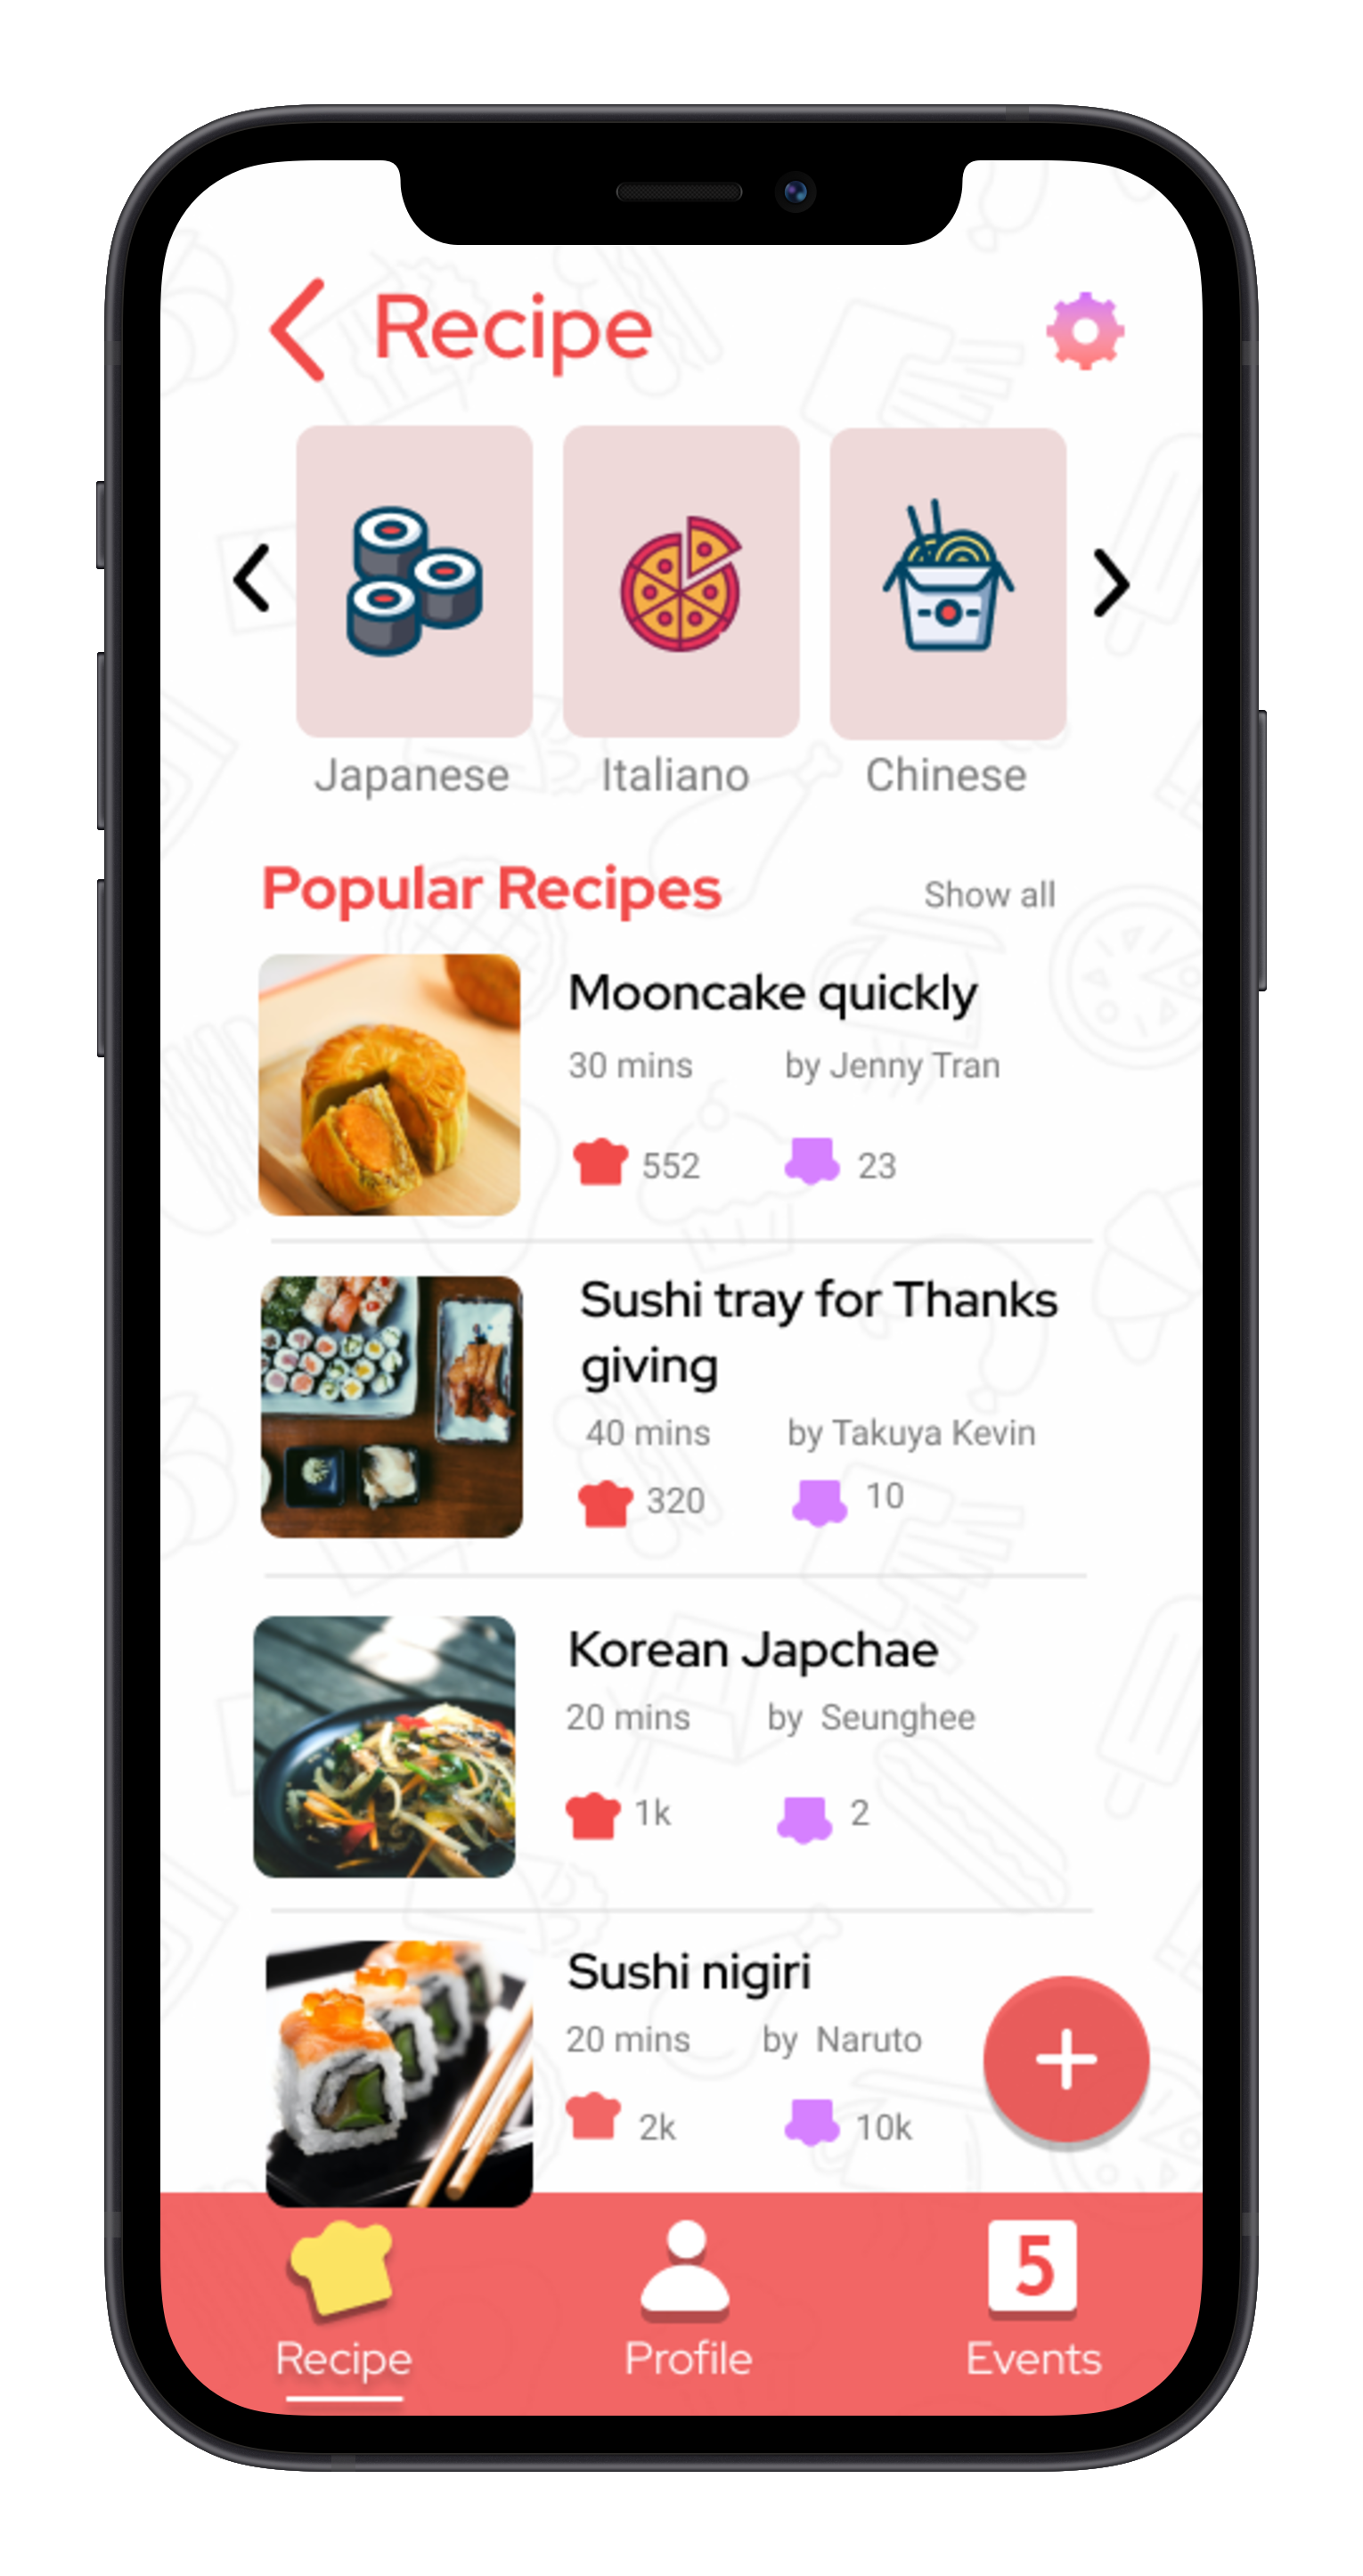 Recipe
Japanese
Italiano
Chinese
Popular Recipes
Show all
Mooncake quickly
30 mins
by Jenny Tran
552
23
Sushi tray for Thanks
giving
40 mins
by Takuya Kevin
320
10
Korean Japchae
20 mins
by Seunghee
1k
2
Sushi nigiri
20 mins
by Naruto
2k
10k
5
Recipe
Profile
Events